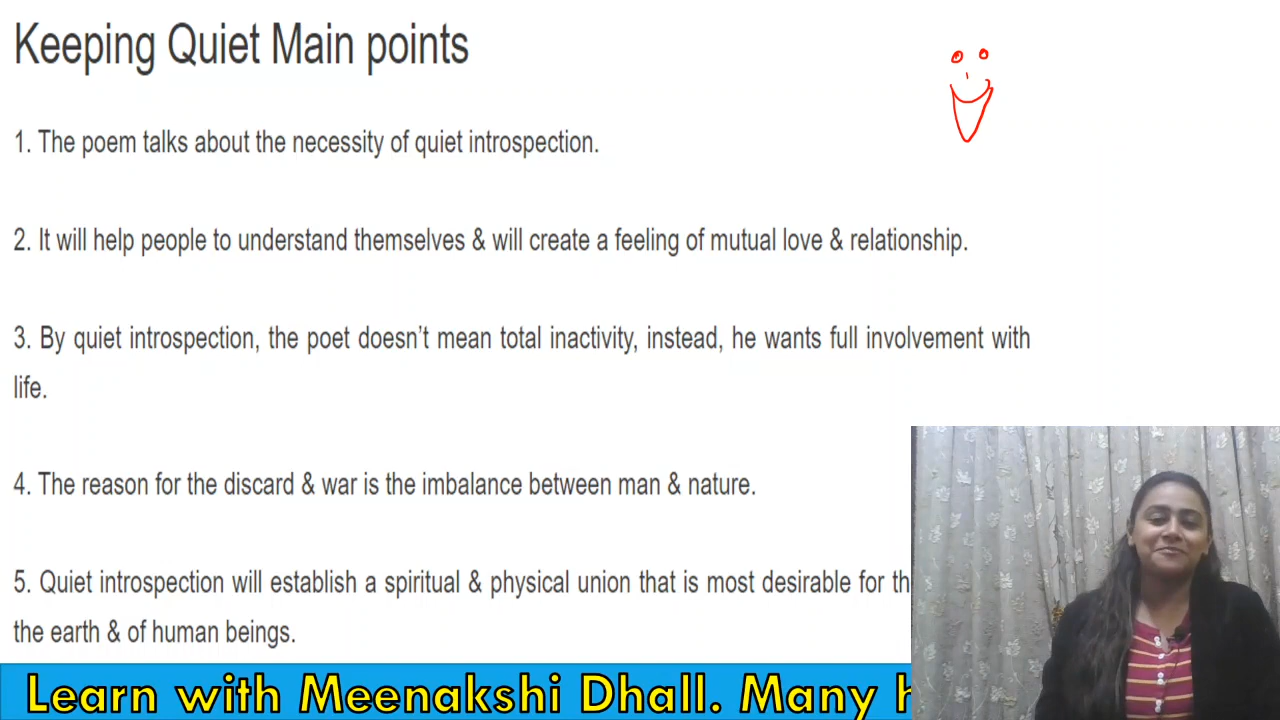 Keeping Quiet Main points
1. The poem talks about the necessity of quiet introspection.
2. It will help people to understand themselves & will create a feeling of mutual love & relationship.
3. By quiet introspection, the poet doesn’t mean total inactivity, instead, he wants full involvement with
life.
4. The reason for the discard & war is the imbalance between man & nature.
5. Quiet introspection will establish a spiritual & physical union that is most desirable for
the earth & of human beings.
Learn with Meenakshi Dhall. Many